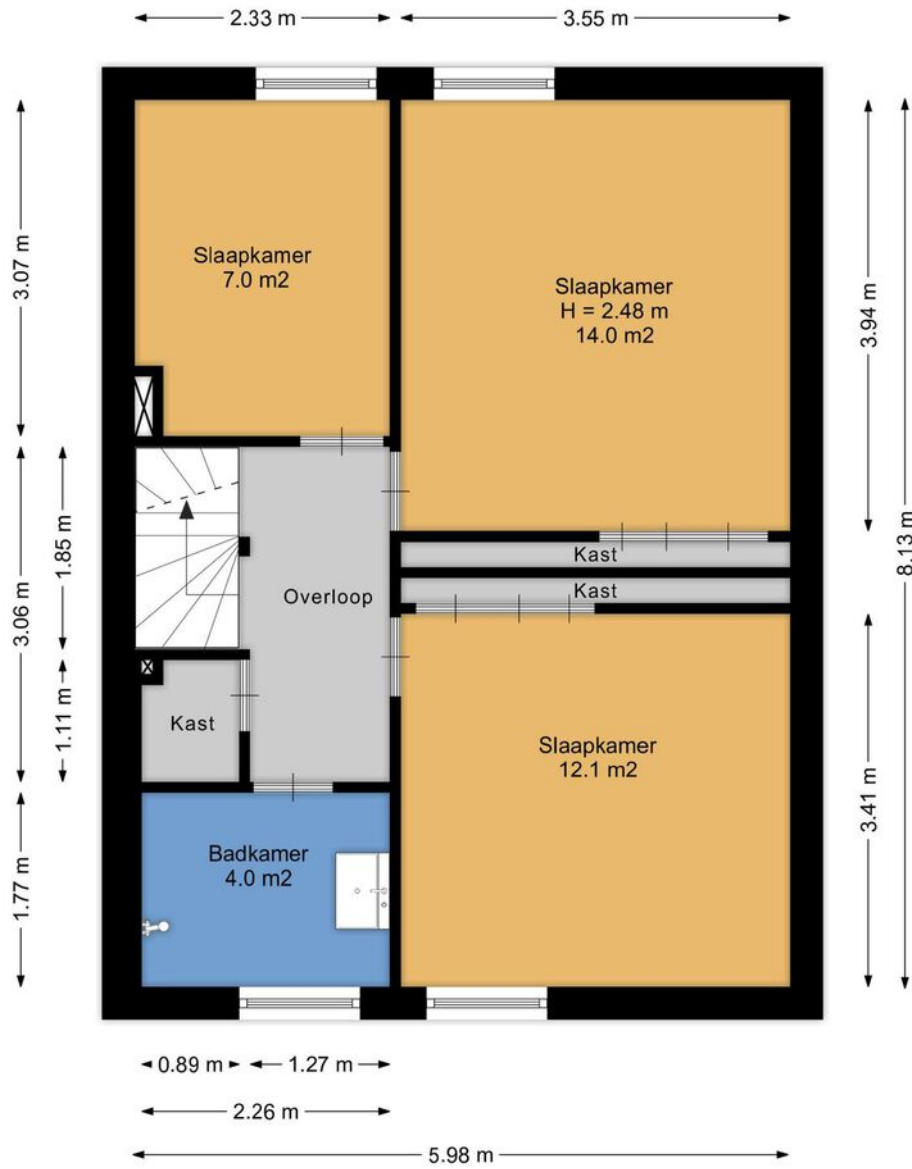 2.33 m
3.55 m
3.07 m
Slaapkamer
7.0 m2
Slaapkamer
H = 2.48 m
14.0 m2
3.94 m
8.13 m
3.06 m
1.85 m
1.11 m
Overloop
Kast
Kast
Kast
Slaapkamer
12.1 m2
3.41 m
1.77 m
Badkamer
4.0 m2
0.89 m
1.27 m
2.26 m
5.98 m